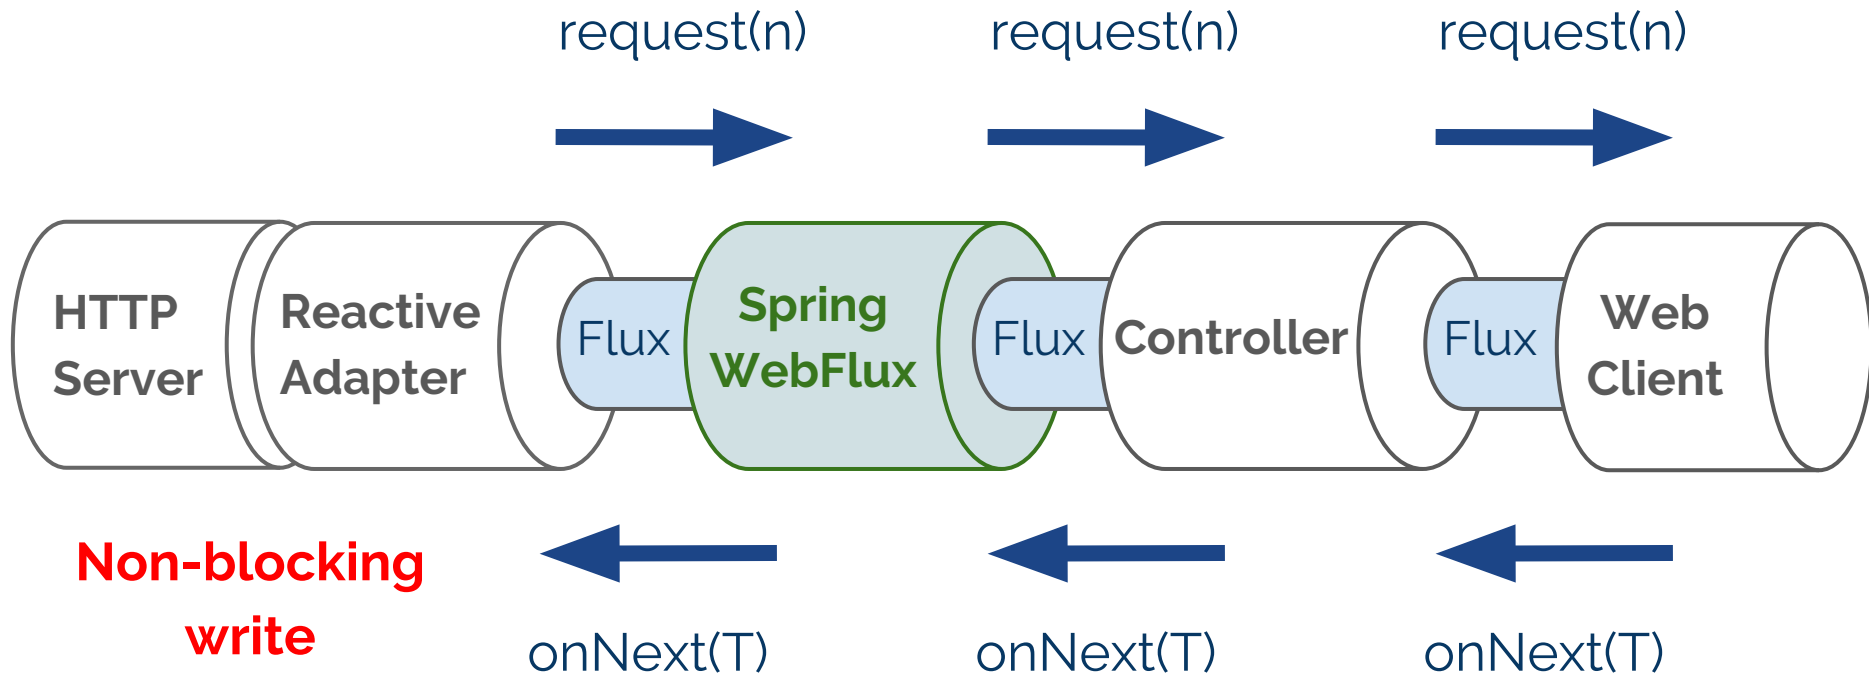 request(n)
request(n)
request(n)
HTTP
Server
Reactive
Adapter
Flux
Spring
WebFlux
Flux
Controller
Flux
Web
Client
Non-blocking
write
onNext(T)
onNext(T)
onNext(T)